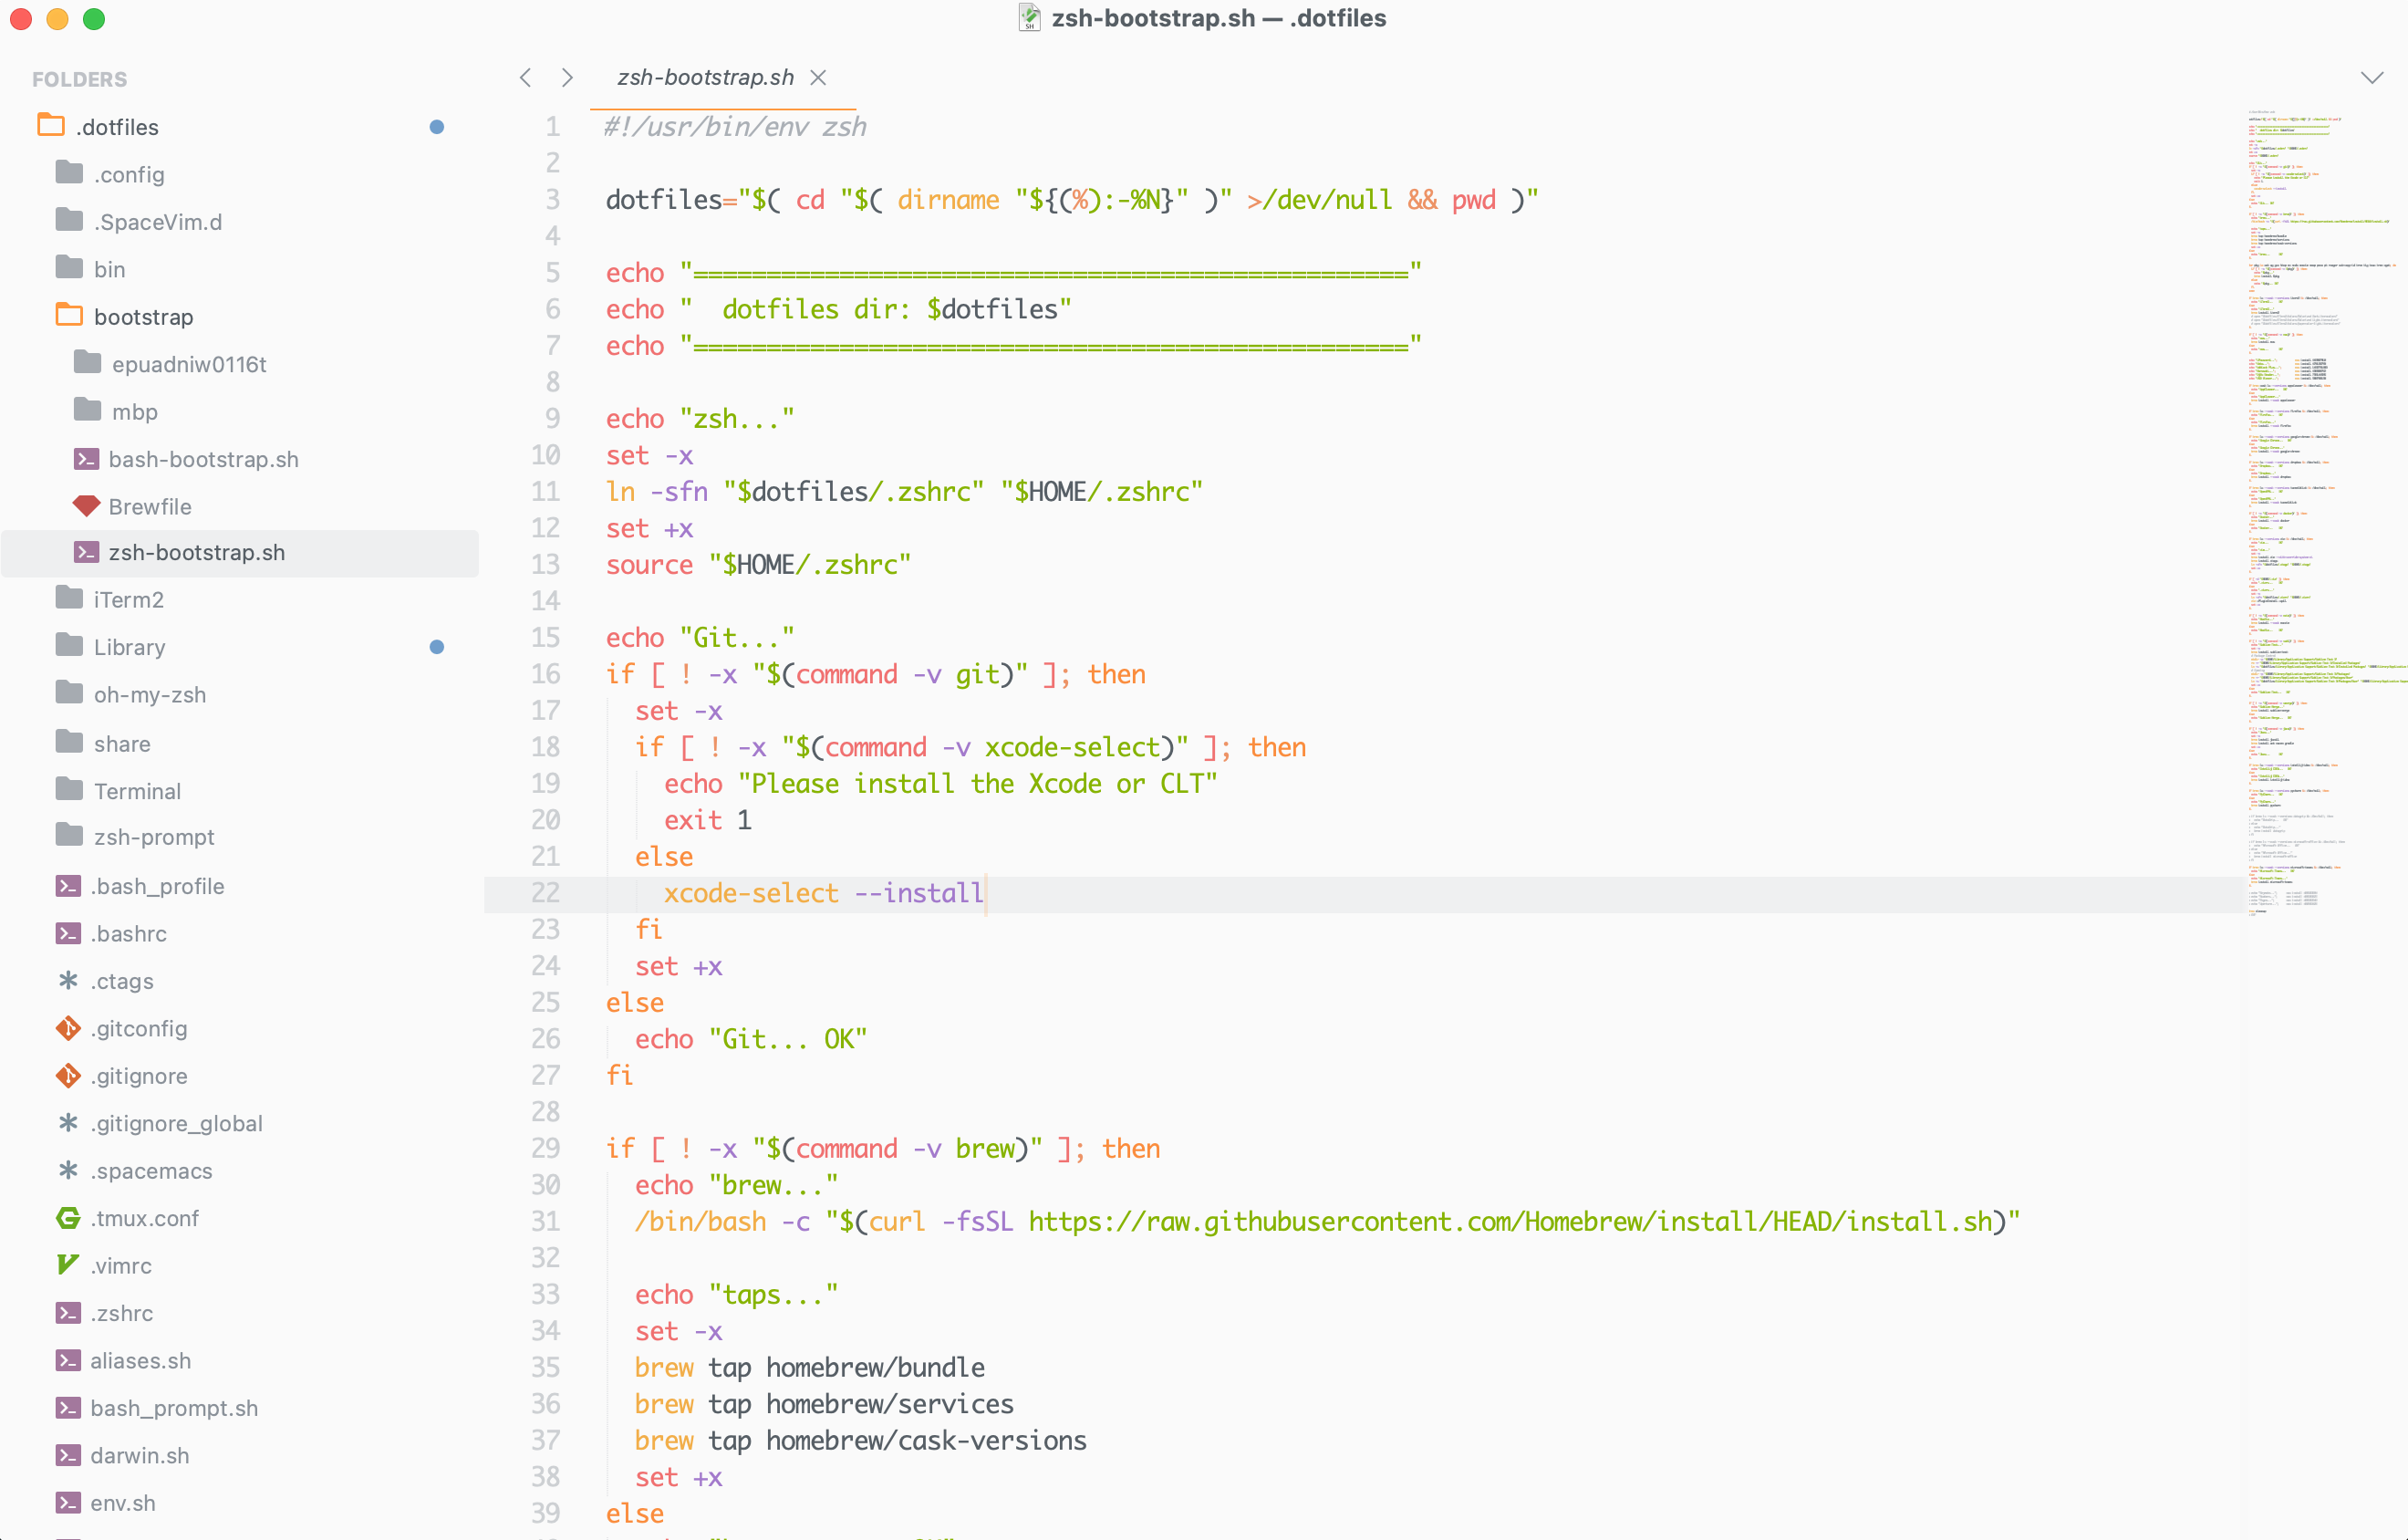 zsh-bootstrap.sh — .dotfiles
FOLDERS
.dotfiles
.config
.SpaceVim.d
bin
bootstrap
epuadniw0116t
mbp
bash-bootstrap.sh
Brewfile
zsh-bootstrap.sh
iTerm2
Library
oh-my-zsh
share
Terminal
zsh-prompt
.bash_profile
.bashrc
.ctags
.gitconfig
.gitignore
.gitignore_global
.spacemacs
.tmux.conf
.vimrc
.zshrc
aliases.sh
bash_prompt.sh
darwin.sh
env.sh
zsh-bootstrap.sh
1 #!/usr/bin/env zsh
2
3 dotfiles="$( cd "$( dirname "${(%):-%N}" )" >/dev/null && pwd )"
4
5 echo "================================================="
6 echo "  dotfiles dir: $dotfiles"
7 echo "================================================="
8
9 echo "zsh..."
10 set -x
11 ln -sfn "$dotfiles/.zshrc" "$HOME/.zshrc"
12 set +x
13 source "$HOME/.zshrc"
14
15 echo "Git..."
16 if [ ! -x "$(command -v git)" ]; then
17   set -x
18   if [ ! -x "$(command -v xcode-select)" ]; then
19     echo "Please install the Xcode or CLT"
20     exit 1
21   else
22     xcode-select --install
23   fi
24   set +x
25 else
26   echo "Git... OK"
27 fi
28
29 if [ ! -x "$(command -v brew)" ]; then
30   echo "brew..."
31   /bin/bash -c "$(curl -fsSL https://raw.githubusercontent.com/Homebrew/install/HEAD/install.sh)"
32
33   echo "taps..."
34   set -x
35   brew tap homebrew/bundle
36   brew tap homebrew/services
37   brew tap homebrew/cask-versions
38   set +x
39 else